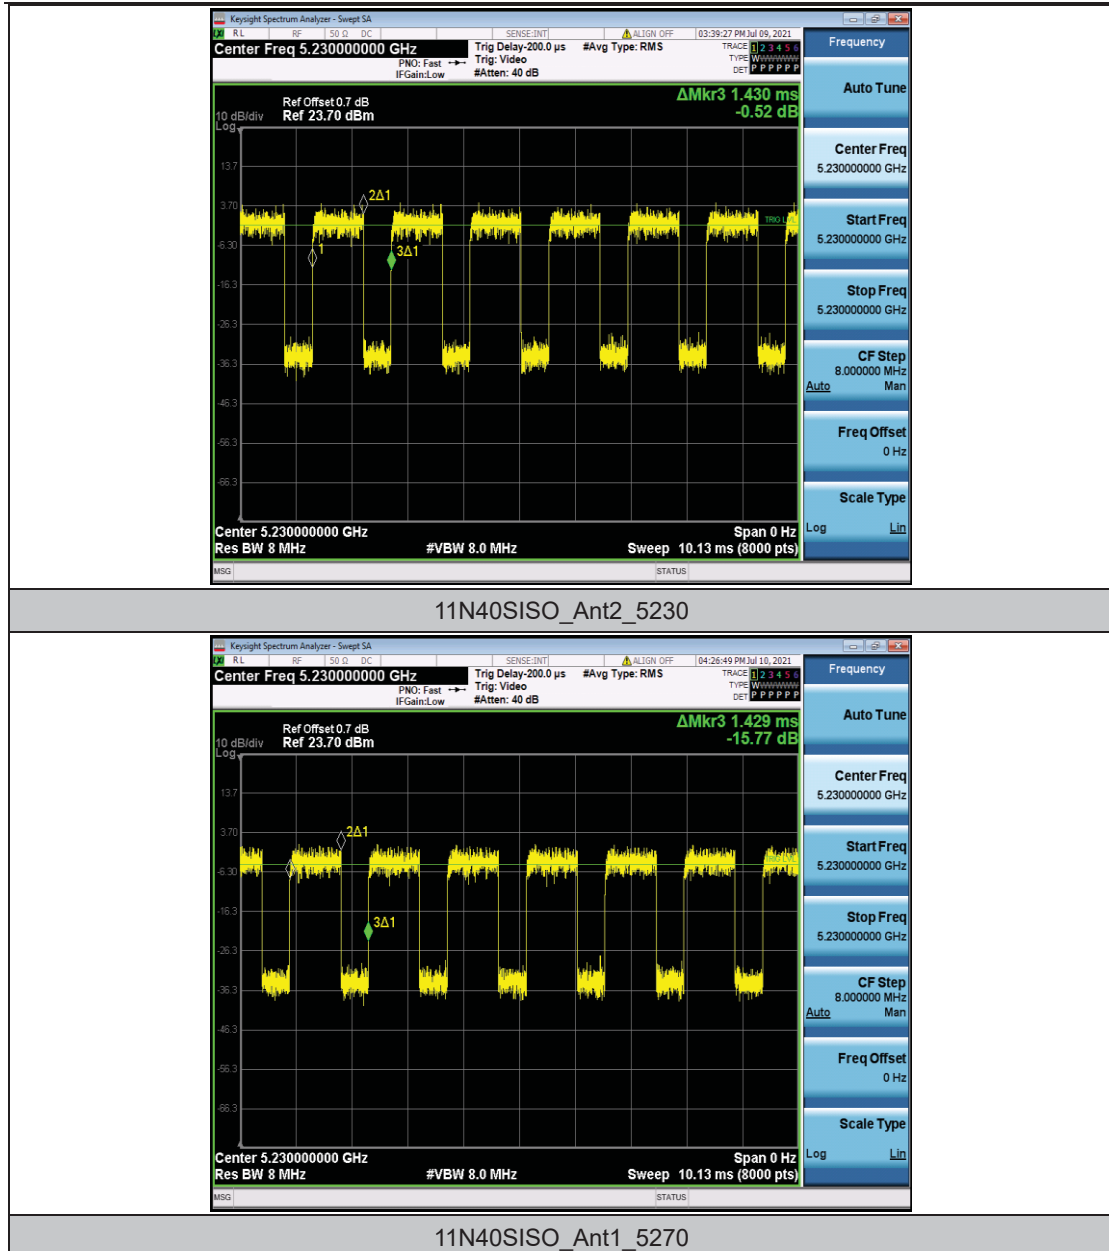 Keysight Spectrum Analyzer - Swept SA
LXI RL RF 50 Ω DC SENSE:INT ALIGN OFF 03:39:27 PM Jul 09, 2021
Center Freq 5.230000000 GHz
PNO: Fast
IFGain:Low
Trig Delay-200.0 µs
Trig: Video
#Atten: 40 dB
#Avg Type: RMS
TRACE 1 2 3 4 5 6
TYPE WWWWWW
DET P P P P P P
Ref Offset 0.7 dB
10 dB/div Ref 23.70 dBm
Log
ΔMkr3 1.430 ms
-0.52 dB
13.7
3.70
-6.30
-16.3
-26.3
-36.3
-46.3
-56.3
-66.3
2Δ1
1
3Δ1
TRIG LVL
Center 5.230000000 GHz Span 0 Hz
Res BW 8 MHz #VBW 8.0 MHz Sweep 10.13 ms (8000 pts)
MSG STATUS
Frequency
Auto Tune
Center Freq
5.230000000 GHz
Start Freq
5.230000000 GHz
Stop Freq
5.230000000 GHz
CF Step
8.000000 MHz
Auto Man
Freq Offset
0 Hz
Scale Type
Log Lin
11N40SISO_Ant2_5230
Keysight Spectrum Analyzer - Swept SA
LXI RL RF 50 Ω DC SENSE:INT ALIGN OFF 04:26:49 PM Jul 10, 2021
Center Freq 5.230000000 GHz
PNO: Fast
IFGain:Low
Trig Delay-200.0 µs
Trig: Video
#Atten: 40 dB
#Avg Type: RMS
TRACE 1 2 3 4 5 6
TYPE WWWWWW
DET P P P P P P
Ref Offset 0.7 dB
10 dB/div Ref 23.70 dBm
Log
ΔMkr3 1.429 ms
-15.77 dB
13.7
3.70
-6.30
-16.3
-26.3
-36.3
-46.3
-56.3
-66.3
2Δ1
3Δ1
Center 5.230000000 GHz Span 0 Hz
Res BW 8 MHz #VBW 8.0 MHz Sweep 10.13 ms (8000 pts)
MSG STATUS
Frequency
Auto Tune
Center Freq
5.230000000 GHz
Start Freq
5.230000000 GHz
Stop Freq
5.230000000 GHz
CF Step
8.000000 MHz
Auto Man
Freq Offset
0 Hz
Scale Type
Log Lin
11N40SISO_Ant1_5270